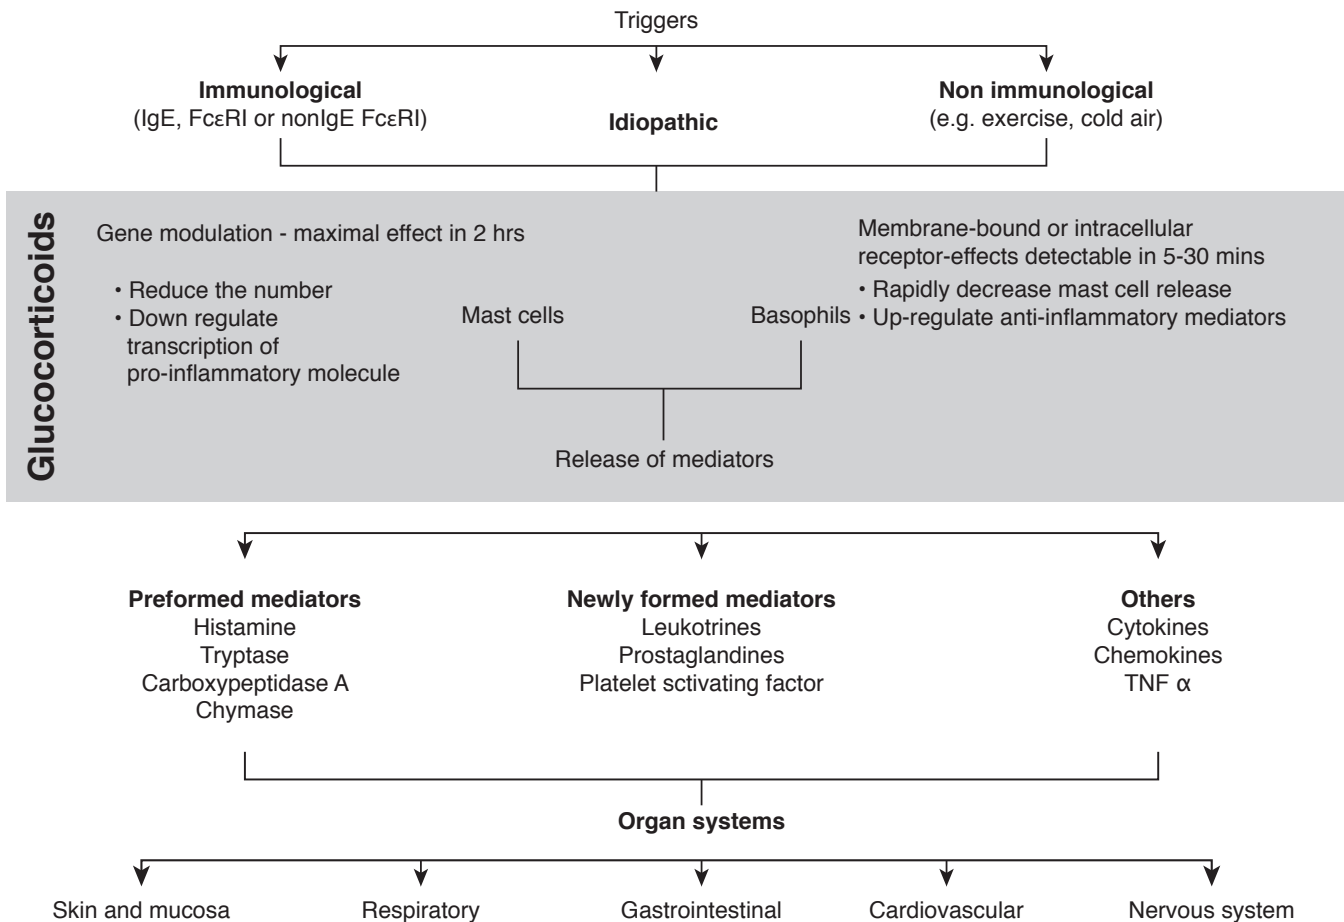 Triggers
Immunological
(IgE, FcεRI or nonIgE FcεRI)
Idiopathic
Non immunological
(e.g. exercise, cold air)
Glucocorticoids
Gene modulation - maximal effect in 2 hrs
• Reduce the number
• Down regulate
transcription of
pro-inflammatory molecule
Mast cells
Basophils
Membrane-bound or intracellular
receptor-effects detectable in 5-30 mins
• Rapidly decrease mast cell release
• Up-regulate anti-inflammatory mediators
Release of mediators
Preformed mediators
Histamine
Tryptase
Carboxypeptidase A
Chymase
Newly formed mediators
Leukotrines
Prostaglandines
Platelet sctivating factor
Others
Cytokines
Chemokines
TNF α
Organ systems
Skin and mucosa
Respiratory
Gastrointestinal
Cardiovascular
Nervous system